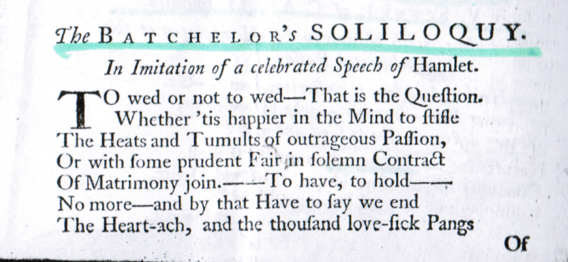 The BATCHELOR's SOLILOQUY.
In Imitation of a celebrated Speech of Hamlet.
TO wed or not to wed—That is the Queſtion.
Whether 'tis happier in the Mind to ſtifle
The Heats and Tumults of outrageous Paſſion,
Or with ſome prudent Fair in ſolemn Contract
Of Matrimony join.——To have, to hold——
No more—and by that Have to ſay we end
The Heart-ach, and the thouſand love-ſick Pangs
Of